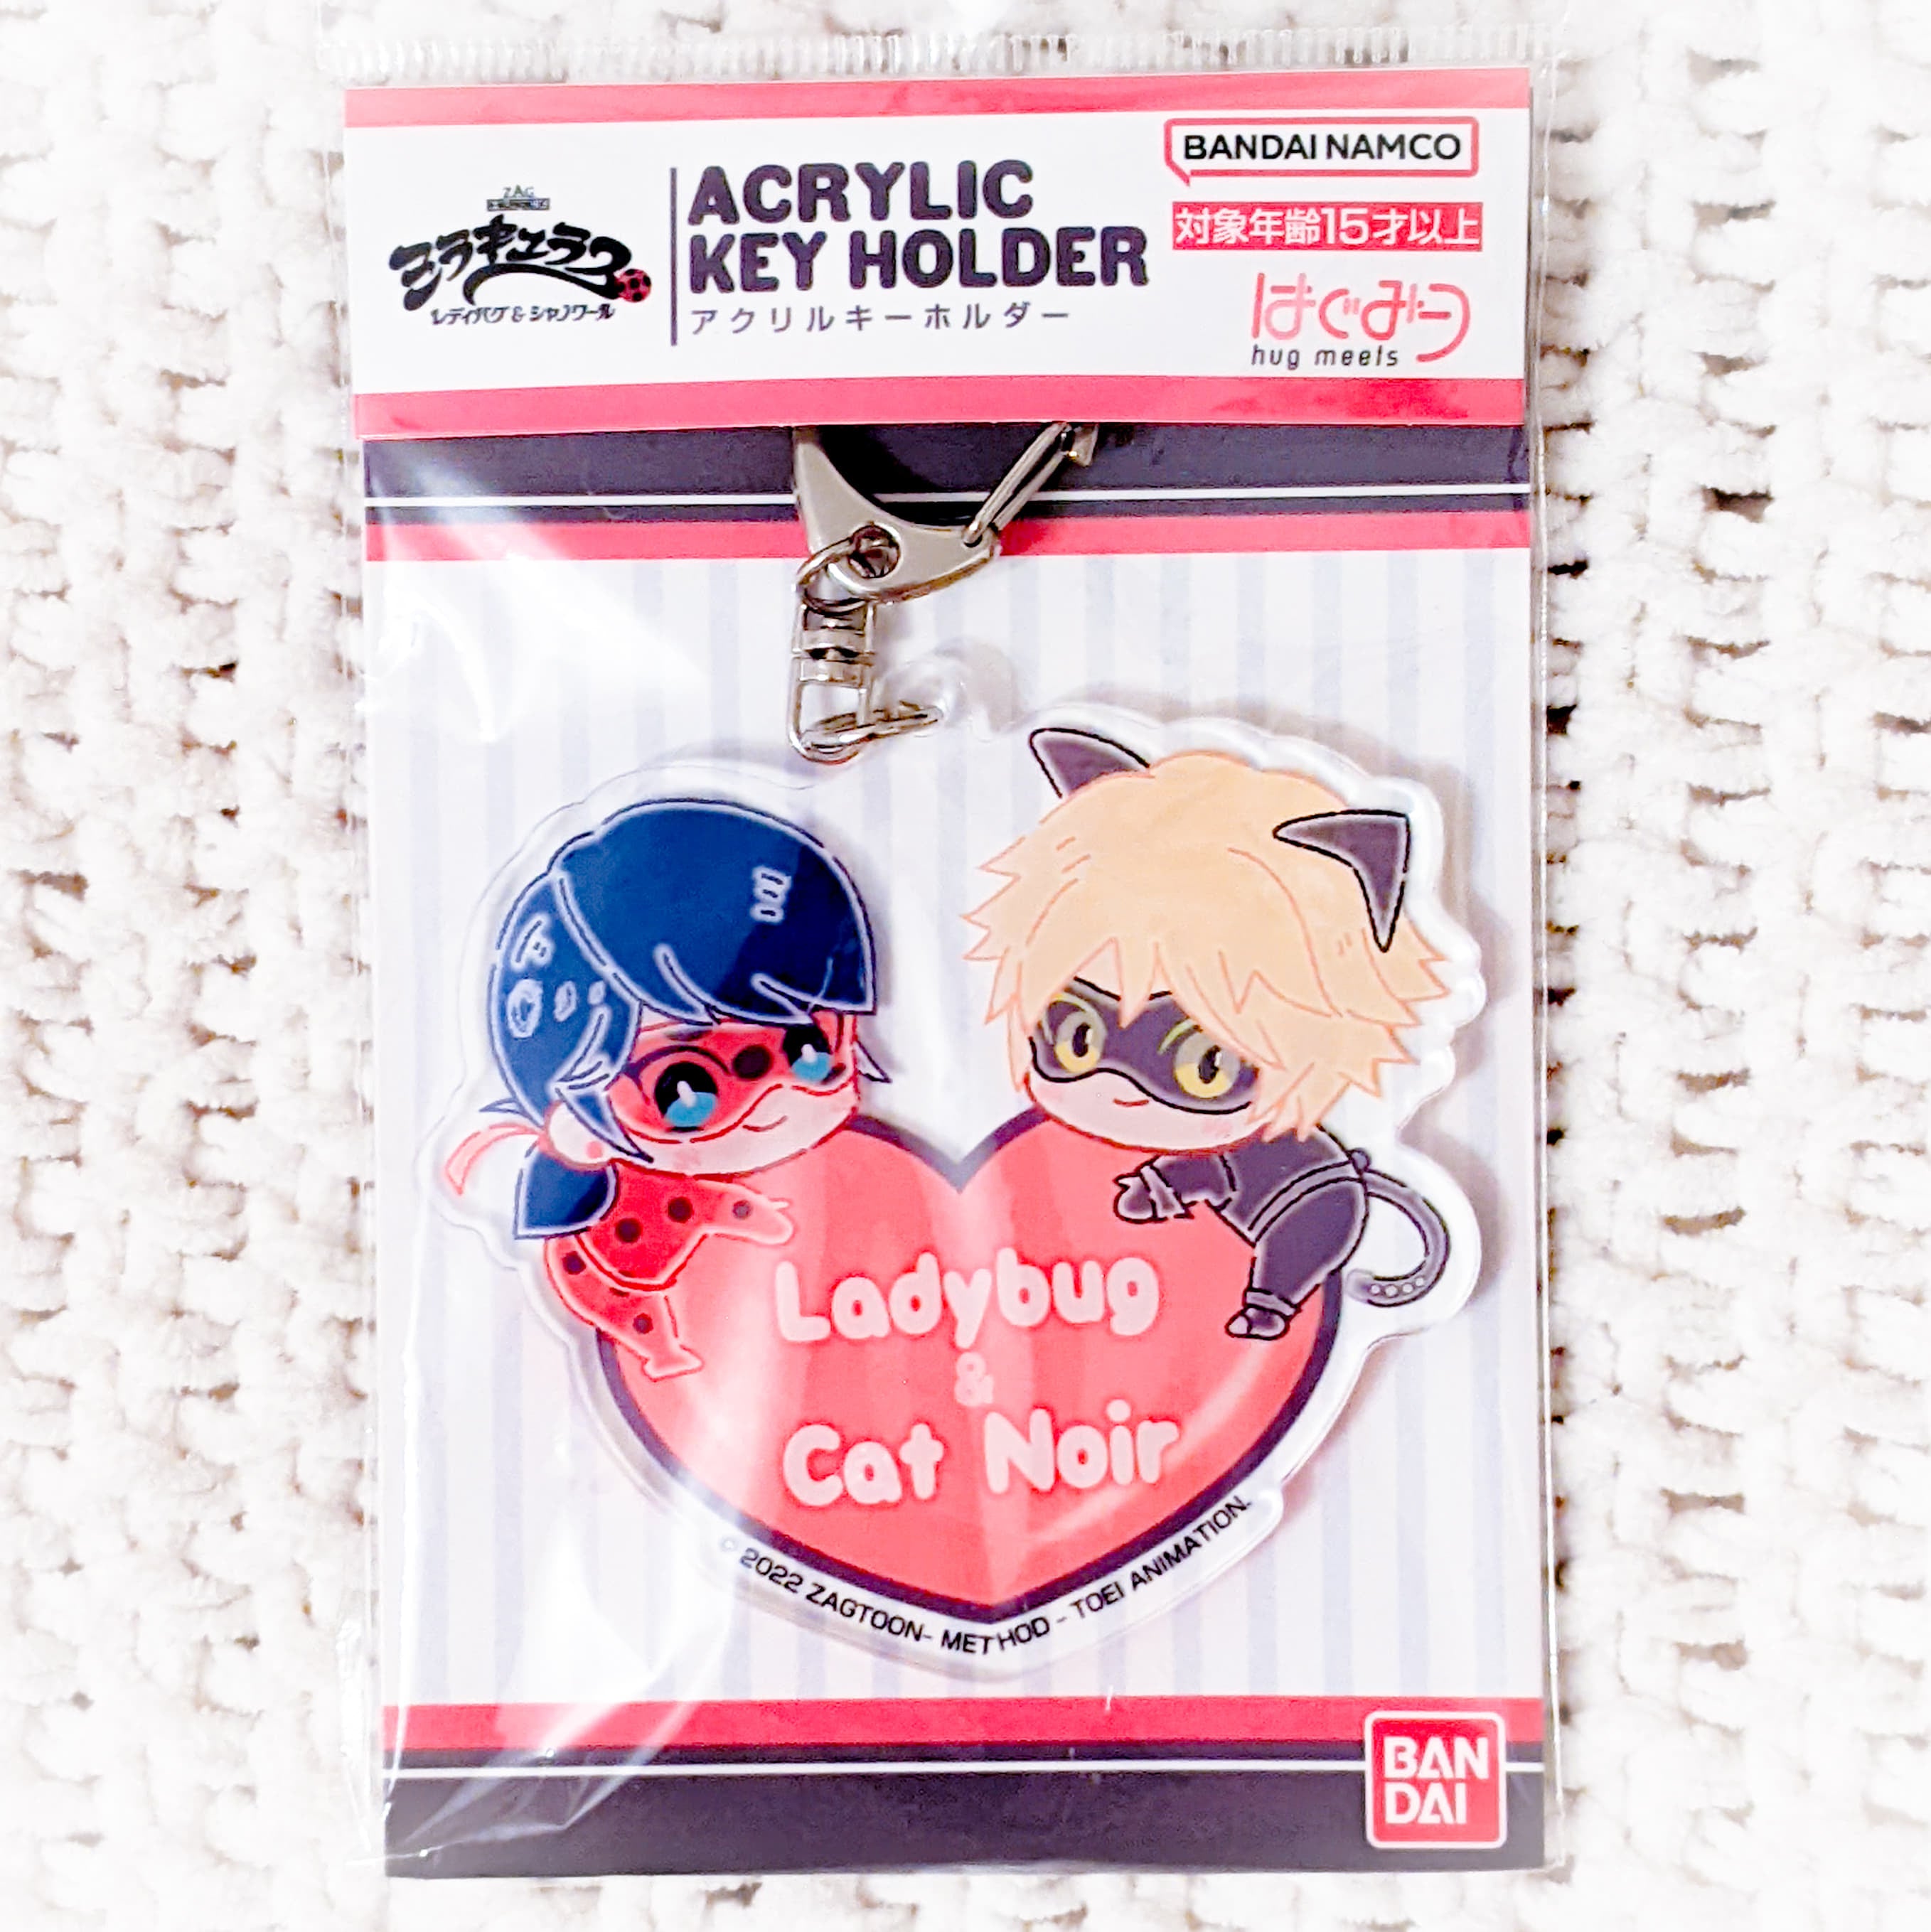 BANDAI NAMCO
ZAG
ミラキュラス
レディバグ & シャノワール
ACRYLIC
KEY HOLDER
アクリルキーホルダー
対象年齢15才以上
はぐみーつ
hug meets
Ladybug
&
Cat Noir
© 2022 ZAGTOON- METHOD - TOEI ANIMATION.
BAN
DAI